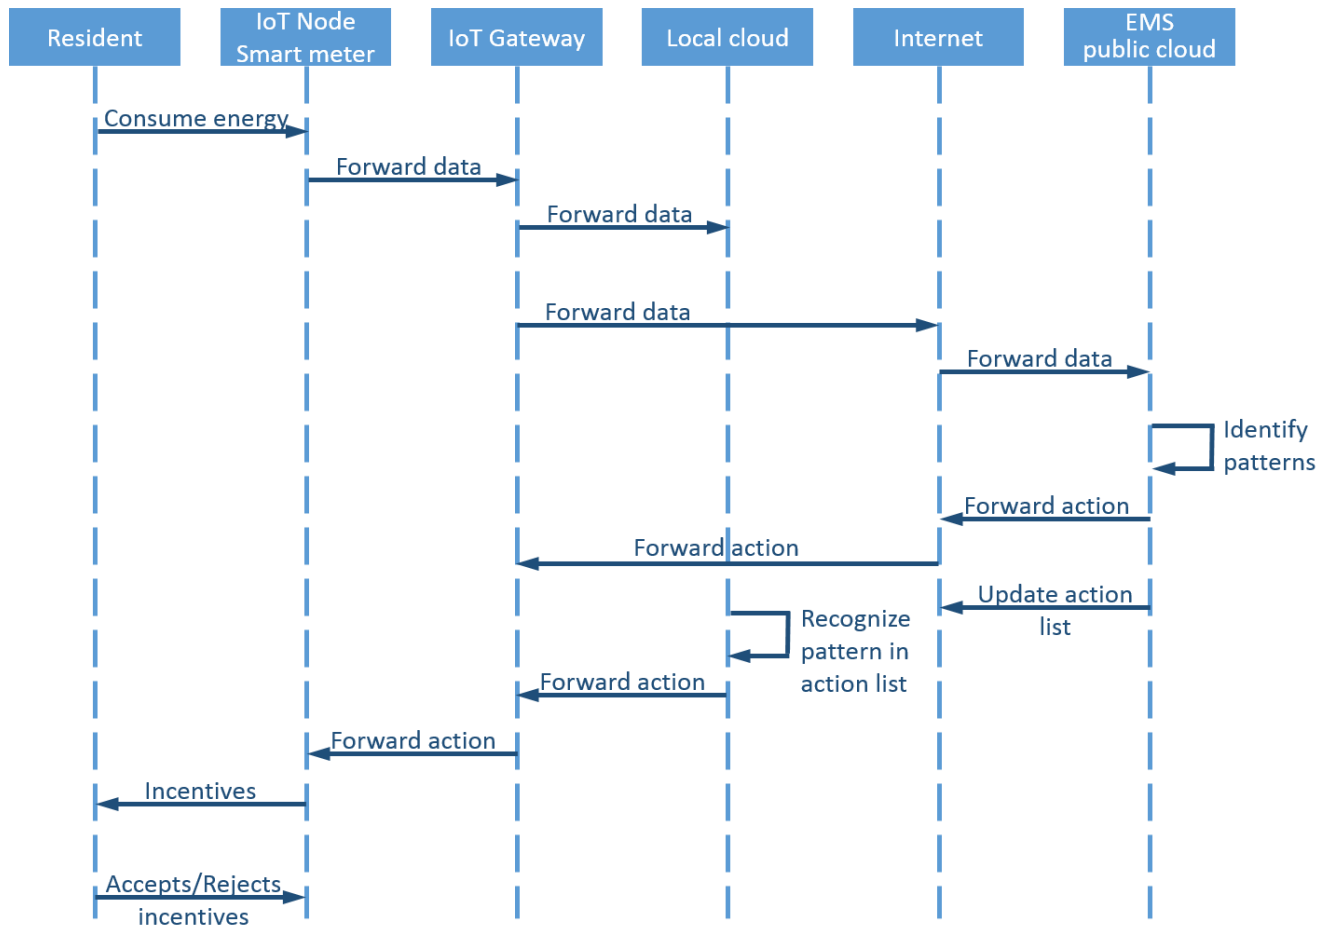 Resident
IoT Node
Smart meter
IoT Gateway
Local cloud
Internet
EMS
public cloud
Consume energy
Forward data
Forward data
Forward data
Forward data
Identify
patterns
Forward action
Forward action
Update action
list
Recognize
pattern in
action list
Forward action
Forward action
Incentives
Accepts/Rejects
incentives